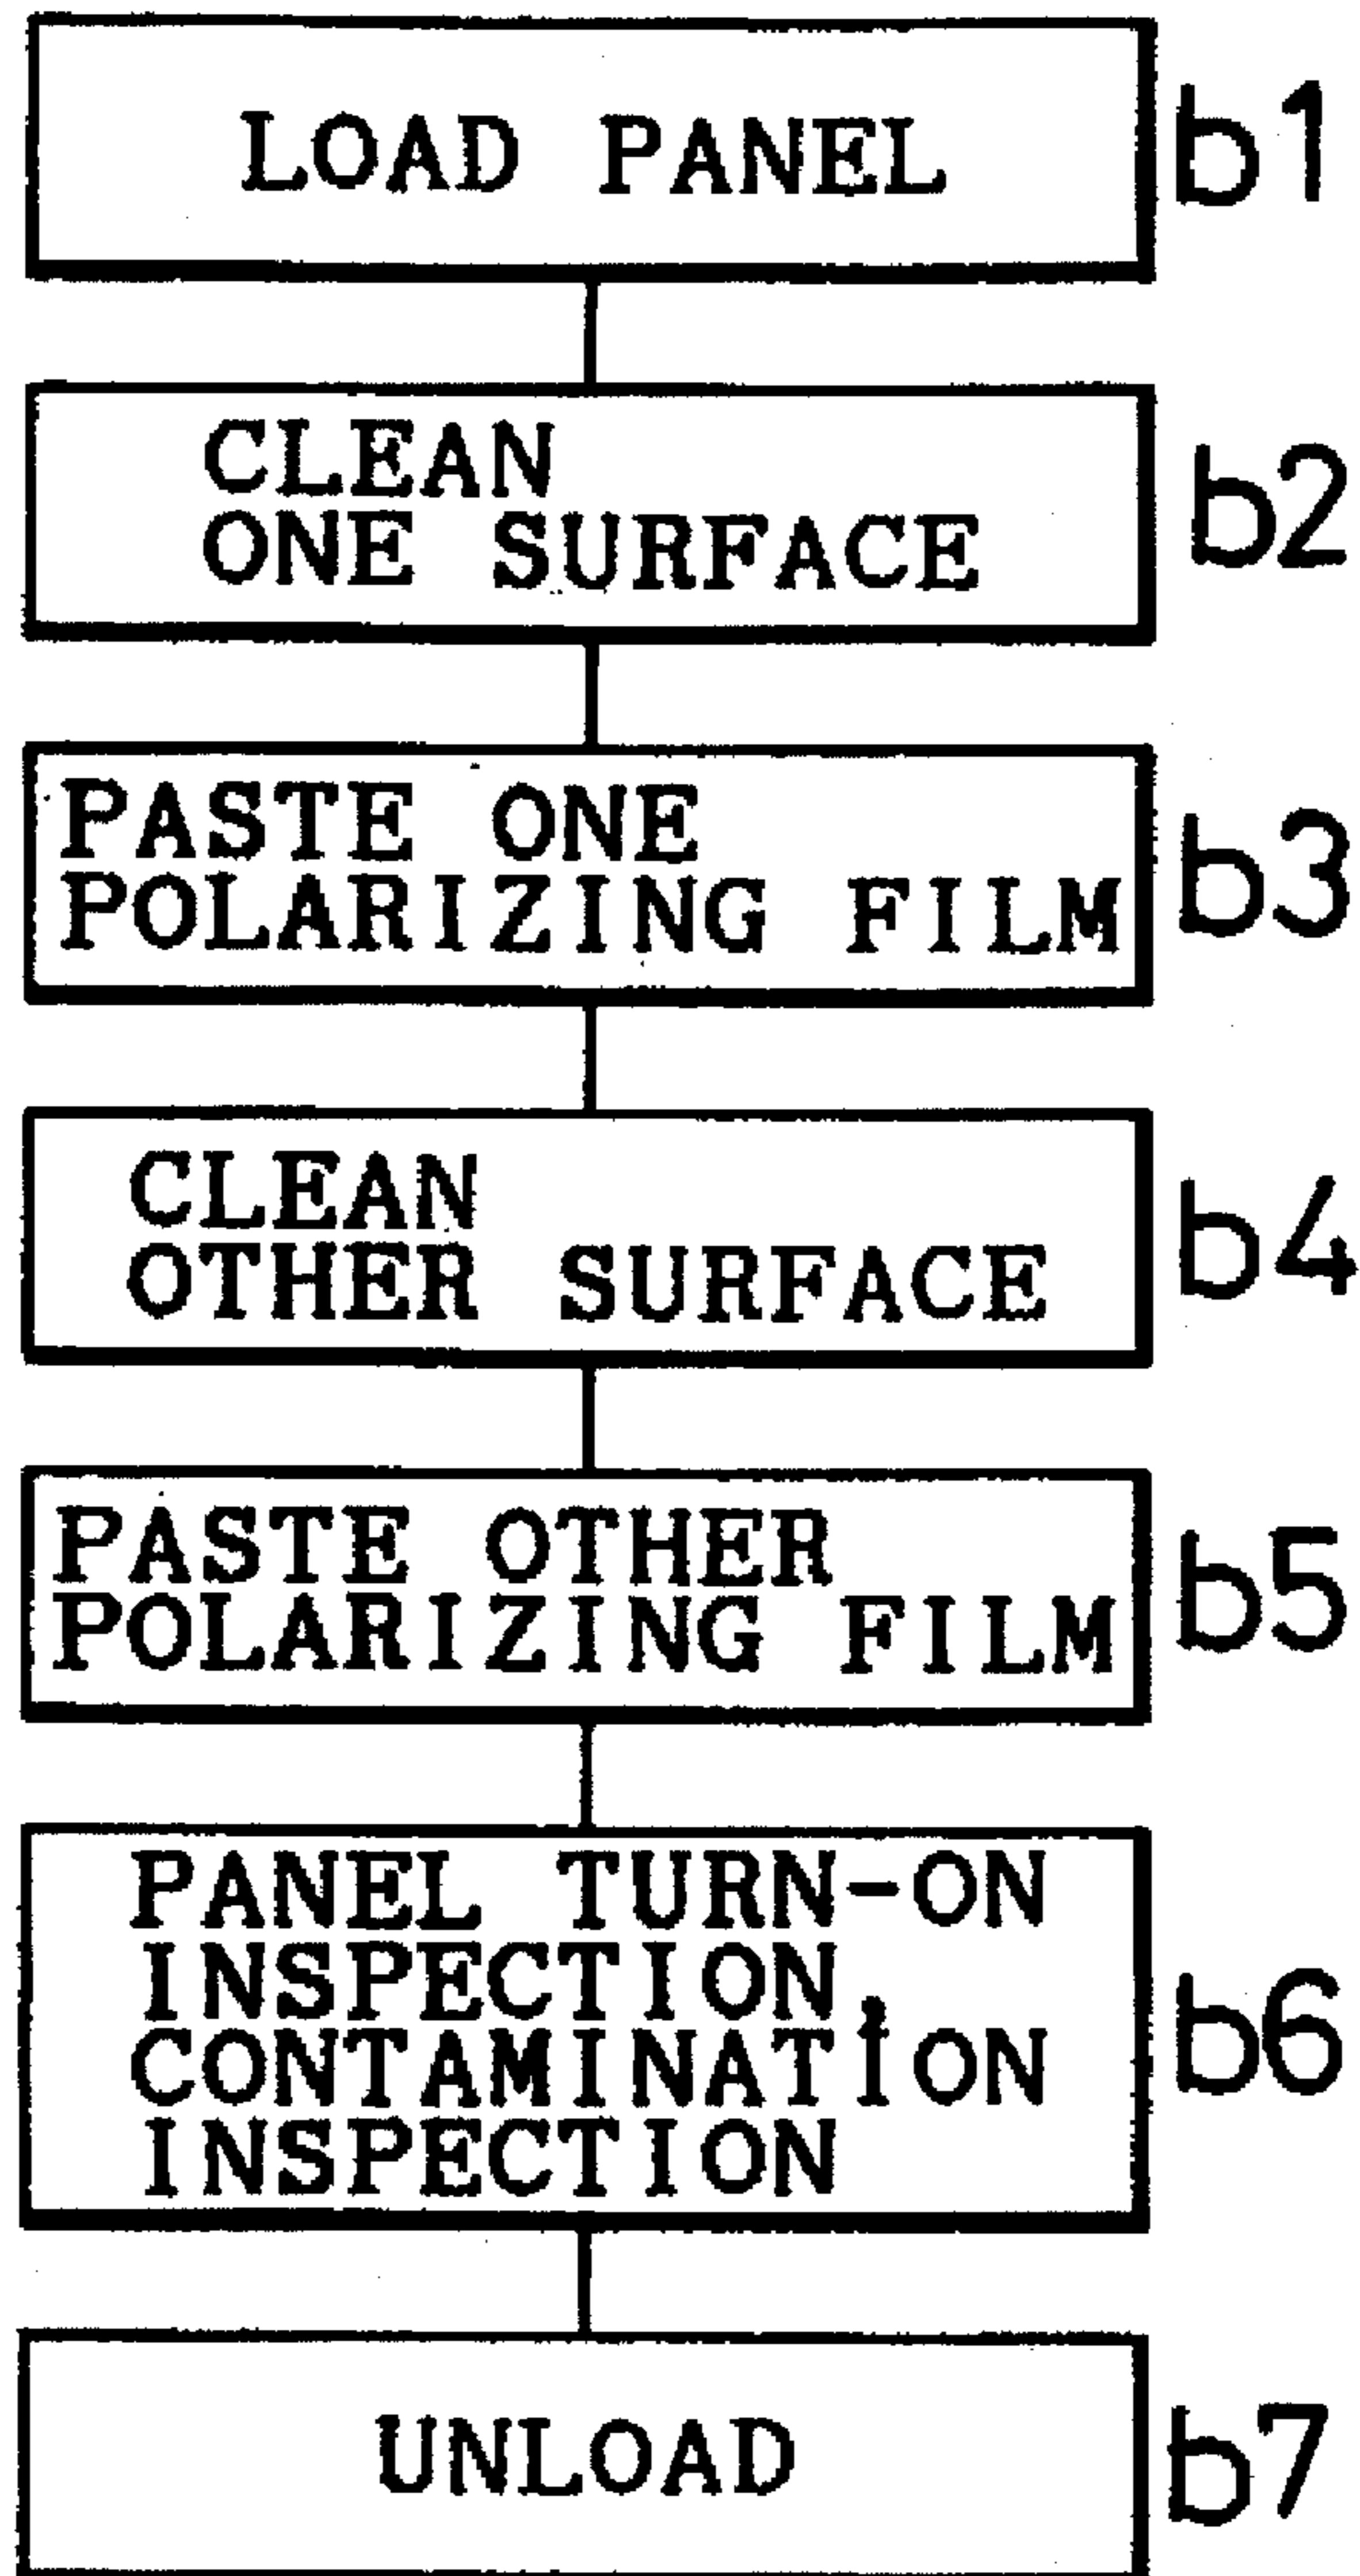 LOAD PANEL
b1
CLEAN
ONE SURFACE
b2
PASTE ONE
POLARIZING FILM
b3
CLEAN
OTHER SURFACE
b4
PASTE OTHER
POLARIZING FILM
b5
PANEL TURN-ON
INSPECTION,
CONTAMINATION
INSPECTION
b6
UNLOAD
b7